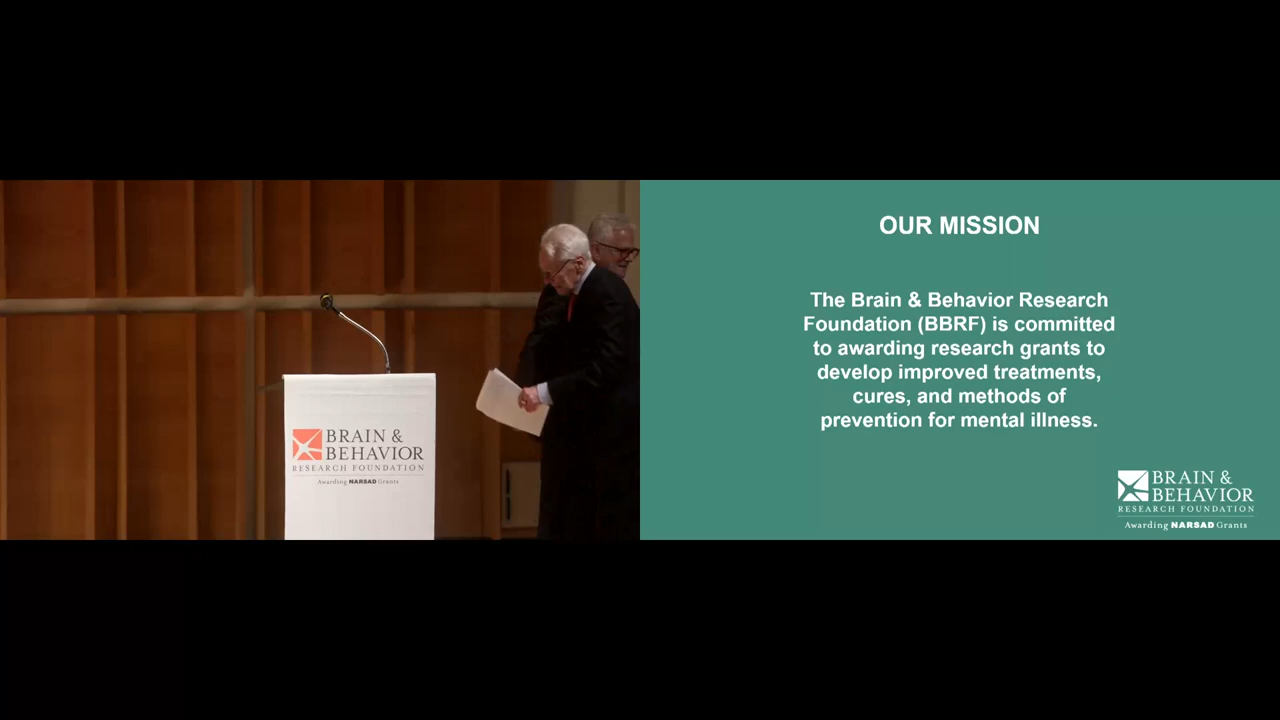 BRAIN &
BEHAVIOR
RESEARCH FOUNDATION
Awarding NARSAD Grants
OUR MISSION
The Brain & Behavior Research
Foundation (BBRF) is committed
to awarding research grants to
develop improved treatments,
cures, and methods of
prevention for mental illness.
BRAIN &
BEHAVIOR
RESEARCH FOUNDATION
Awarding NARSAD Grants